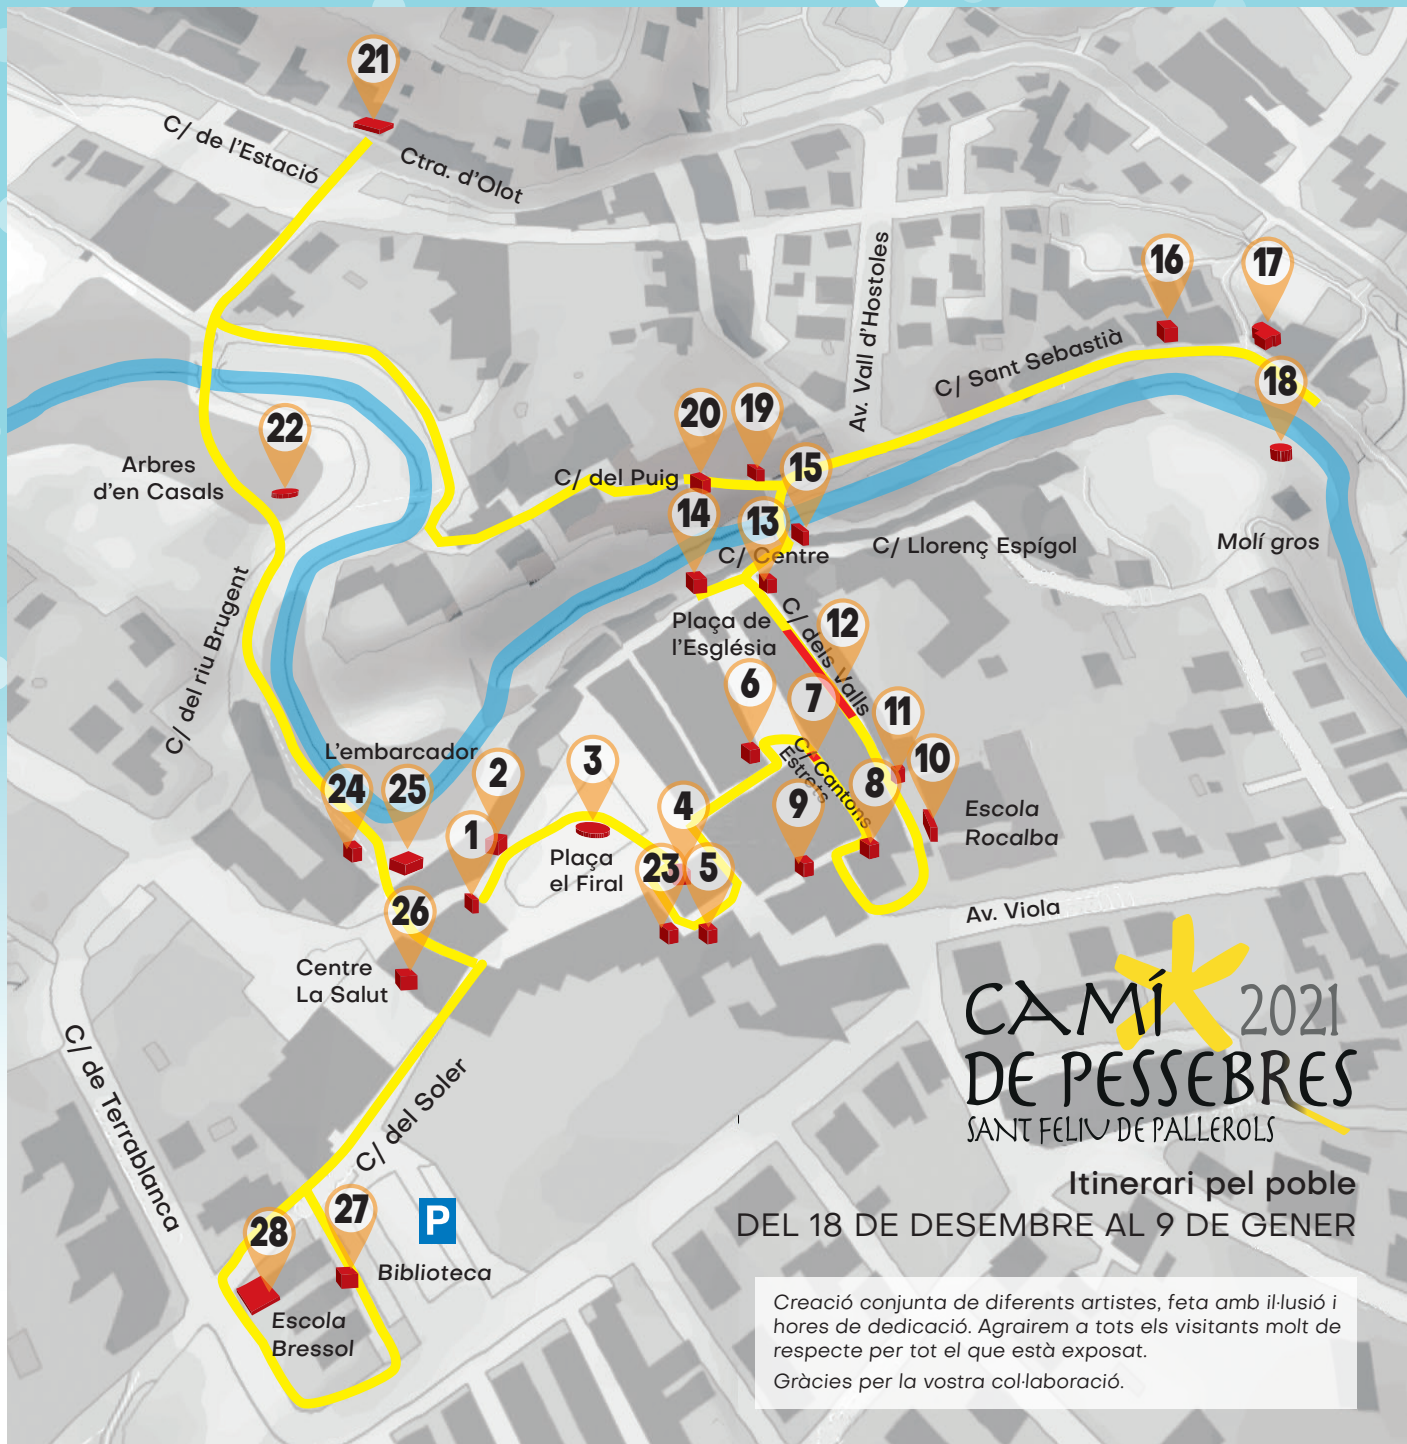 21
C/ de l'Estació
Ctra. d'Olot
Av. Vall d'Hostoles
16
17
C/ Sant Sebastià
18
22
Arbres
d'en Casals
20
19
15
C/ del Puig
14
13
C/ Centre
C/ Llorenç Espígol
Molí gros
C/ del riu Brugent
Plaça de
l'Església
C/ dels Valls
12
6
7
11
10
L'embarcador
24
25
2
3
C/ Cantons
Estrets
8
9
Escola
Rocalba
1
4
Plaça
el Firal
23
5
26
Av. Viola
Centre
La Salut
C/ de Terrablanca
C/ del Soler
CAMÍ 2021
DE PESSEBRES
SANT FELIU DE PALLEROLS
Itinerari pel poble
DEL 18 DE DESEMBRE AL 9 DE GENER
28
27
P
Biblioteca
Escola
Bressol
Creació conjunta de diferents artistes, feta amb il·lusió i
hores de dedicació. Agrairem a tots els visitants molt de
respecte per tot el que està exposat.
Gràcies per la vostra col·laboració.